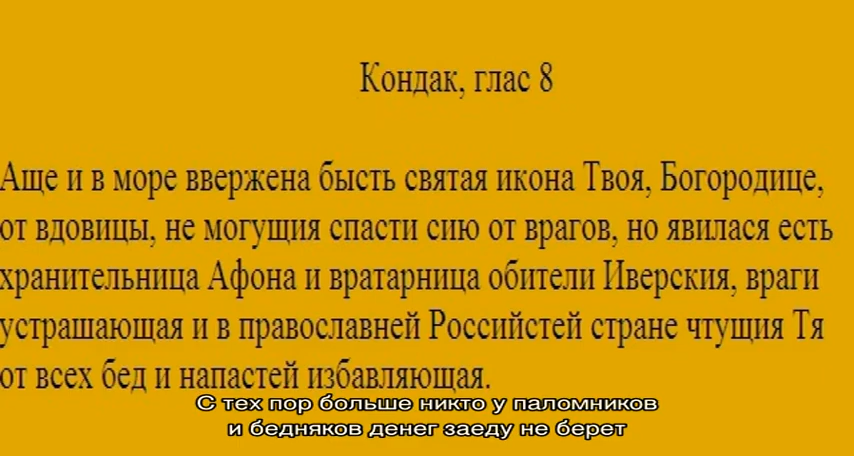 Кондак, глас 8
Аще и в море ввержена бысть святая икона Твоя, Богородице,
от вдовицы, не могущия спасти сию от врагов, но явилася есть
хранительница Афона и вратарница обители Иверския, враги
устрашающая и в православней Российстей стране чтущия Тя
от всех бед и напастей избавляющая.
С тех пор больше никто у паломников
и бедняков денег заеду не берет